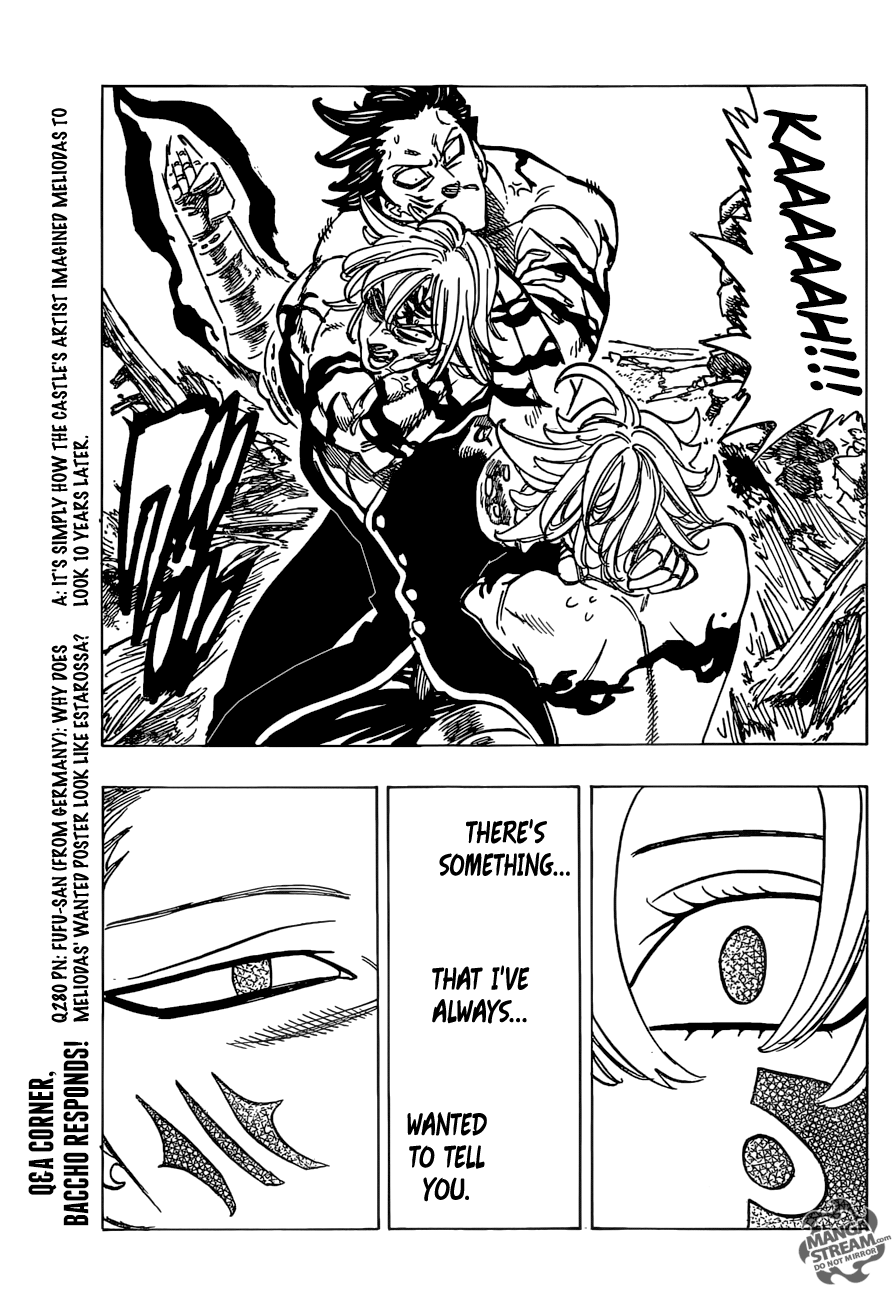 KAAAAAH!!!
THERE'S
SOMETHING...
THAT I'VE
ALWAYS...
WANTED
TO TELL
YOU.
Q&A CORNER,
BACCHO RESPONDS!
Q280 PN: FUFU-SAN (FROM GERMANY): WHY DOES
MELIODAS' WANTED POSTER LOOK LIKE ESTAROSSA?
A: IT'S SIMPLY HOW THE CASTLE'S ARTIST IMAGINED MELIODAS TO
LOOK 10 YEARS LATER.
MANGA
STREAM.com
DO NOT MIRROR